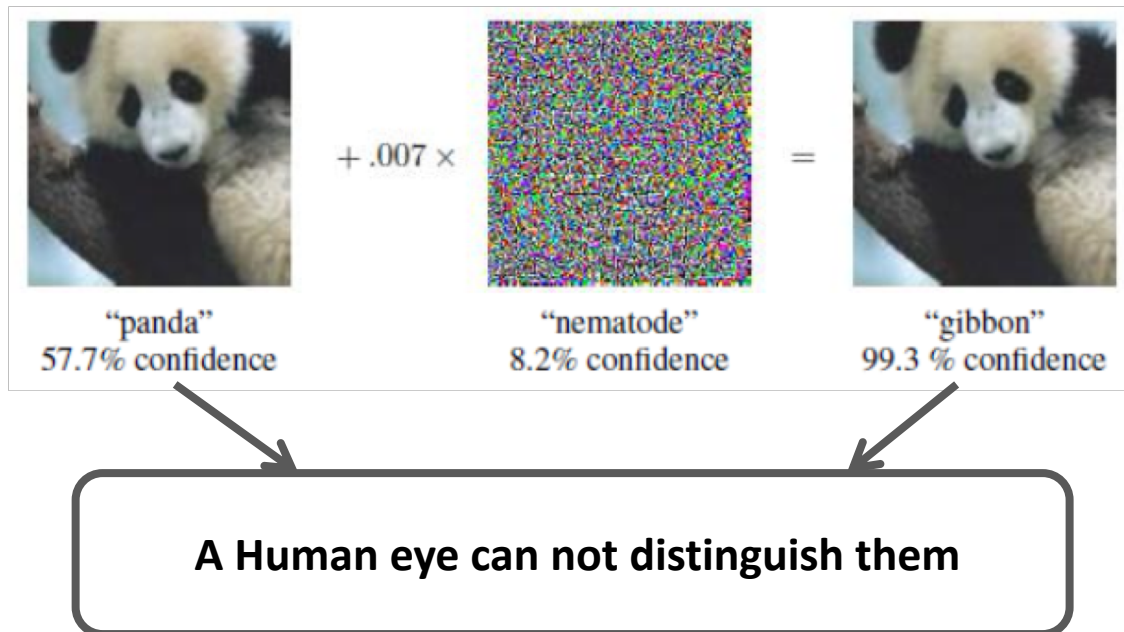 + .007 ×
=
“panda”
57.7% confidence
“nematode”
8.2% confidence
“gibbon”
99.3 % confidence
A Human eye can not distinguish them